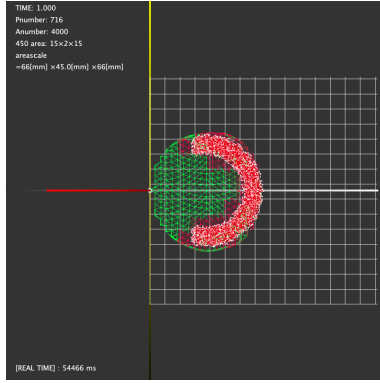 TIME: 1.000
Pnumber: 716
Anumber: 4000
450 area: 15×2×15
areascale
=66[mm] ×45.0[mm] ×66[mm]
[REAL TIME] : 54466 ms